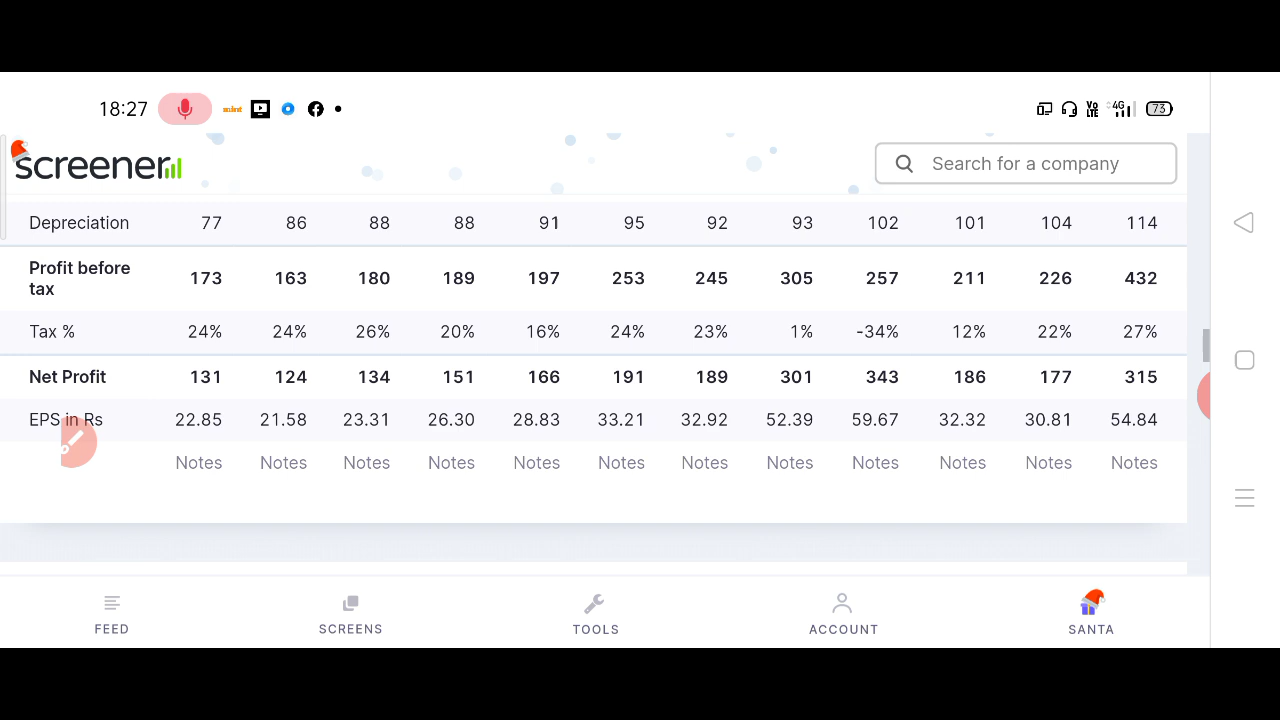 18:27
VoLTE 4G 73
screener
Search for a company
Depreciation 77 86 88 88 91 95 92 93 102 101 104 114
Profit before
tax 173 163 180 189 197 253 245 305 257 211 226 432
Tax % 24% 24% 26% 20% 16% 24% 23% 1% -34% 12% 22% 27%
Net Profit 131 124 134 151 166 191 189 301 343 186 177 315
EPS in Rs 22.85 21.58 23.31 26.30 28.83 33.21 32.92 52.39 59.67 32.32 30.81 54.84
Notes Notes Notes Notes Notes Notes Notes Notes Notes Notes Notes Notes
FEED SCREENS TOOLS ACCOUNT SANTA